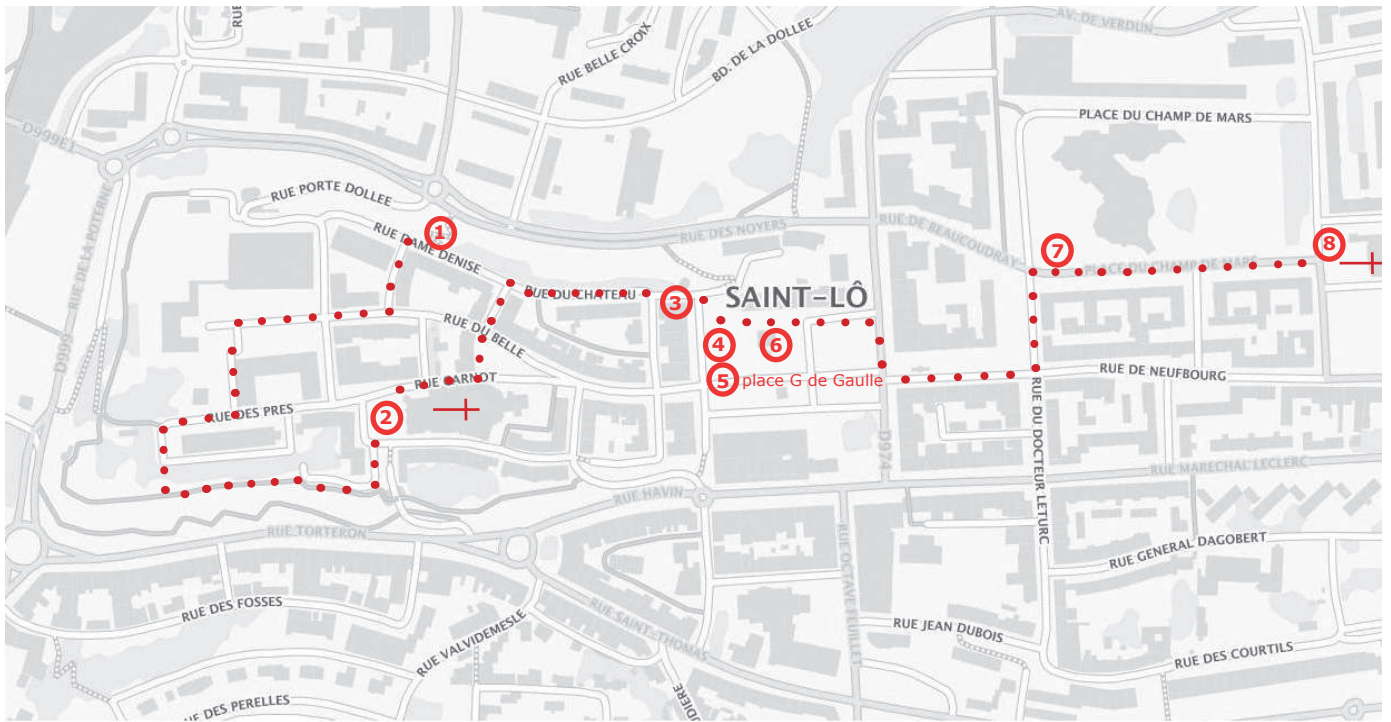 RUE
RUE BELLE CROIX
BD. DE LA DOLLEE
AV. DE VERDUN
PLACE DU CHAMP DE MARS
D999E1
RUE PORTE DOLLEE
RUE DE LA POTERNE
D999
1
RUE DAME DENISE
RUE DES NOYERS
RUE DE BEAUCOUDRAY
7
8
PLACE DU CHAMP DE MARS
RUE DU CHATEAU
3
SAINT-LÔ
RUE DU BELLE
4
6
RUE CARNOT
5
place G de Gaulle
RUE DE NEUFBOURG
RUE DES PRES
2
D974
RUE DU DOCTEUR LETURC
RUE MARECHAL LECLERC
RUE HAVIN
RUE TORTERON
RUE OCTAVE FEUILLET
RUE GENERAL DAGOBERT
RUE DES FOSSES
RUE SAINT-THOMAS
RUE VALVIDEMESLE
RUE JEAN DUBOIS
RUE DES COURTILS
UE DES PERELLES
UDIERE